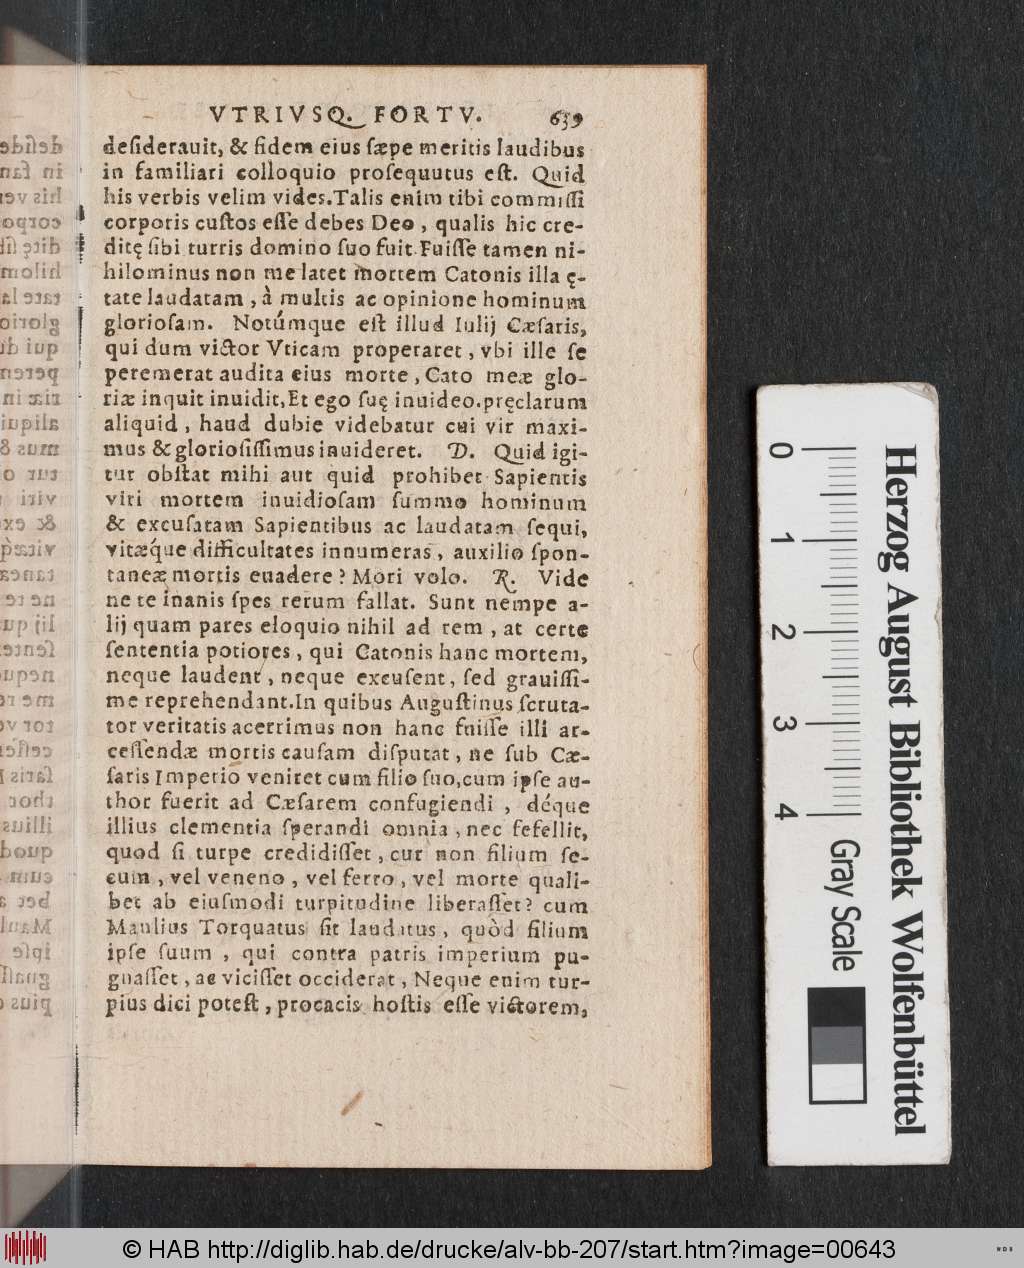 VTRIVSQ. FORTV. 639
desiderauit, & fidem eius sæpe meritis laudibus
in familiari colloquio prosequutus est. Quid
his verbis velim vides.Talis enim tibi commissi
corporis custos esse debes Deo, qualis hic cre-
ditę sibi turris domino suo fuit.Fuisse tamen ni-
hilominus non me latet mortem Catonis illa ę-
tate laudatam, à multis ac opinione hominum
gloriosam. Notúmque est illud Iulij Cæsaris,
qui dum victor Vticam properaret, vbi ille se
peremerat audita eius morte, Cato meæ glo-
riæ inquit inuidit,Et ego suę inuideo.pręclarum
aliquid, haud dubie videbatur cui vir maxi-
mus & gloriosissimus inuideret. D. Quid igi-
tur obstat mihi aut quid prohibet Sapientis
viri mortem inuidiosam summo hominum
& excusatam Sapientibus ac laudatam sequi,
vitæque difficultates innumeras, auxilio spon-
taneæ mortis euadere? Mori volo. R. Vide
ne te inanis spes rerum fallat. Sunt nempe a-
lij quam pares eloquio nihil ad rem, at certe
sententia potiores, qui Catonis hanc mortem,
neque laudent, neque excusent, sed grauissi-
me reprehendant.In quibus Augustinus scruta-
tor veritatis acerrimus non hanc fuisse illi ar-
cessendæ mortis causam disputat, ne sub Cæ-
saris Imperio veniret cum filio suo,cum ipse au-
thor fuerit ad Cæsarem confugiendi, déque
illius clementia sperandi omnia, nec fefellit,
quod si turpe credidisset, cur non filium se-
cum, vel veneno, vel ferro, vel morte quali-
bet ab eiusmodi turpitudine liberasset? cum
Maulius Torquatus sit laudatus, quòd filium
ipse suum, qui contra patris imperium pu-
gnasset, ac vicisset occiderat, Neque enim tur-
pius dici potest, procacis hostis esse victorem,
Herzog August Bibliothek Wolfenbüttel
0 1 2 3 4
Gray Scale
© HAB http://diglib.hab.de/drucke/alv-bb-207/start.htm?image=00643